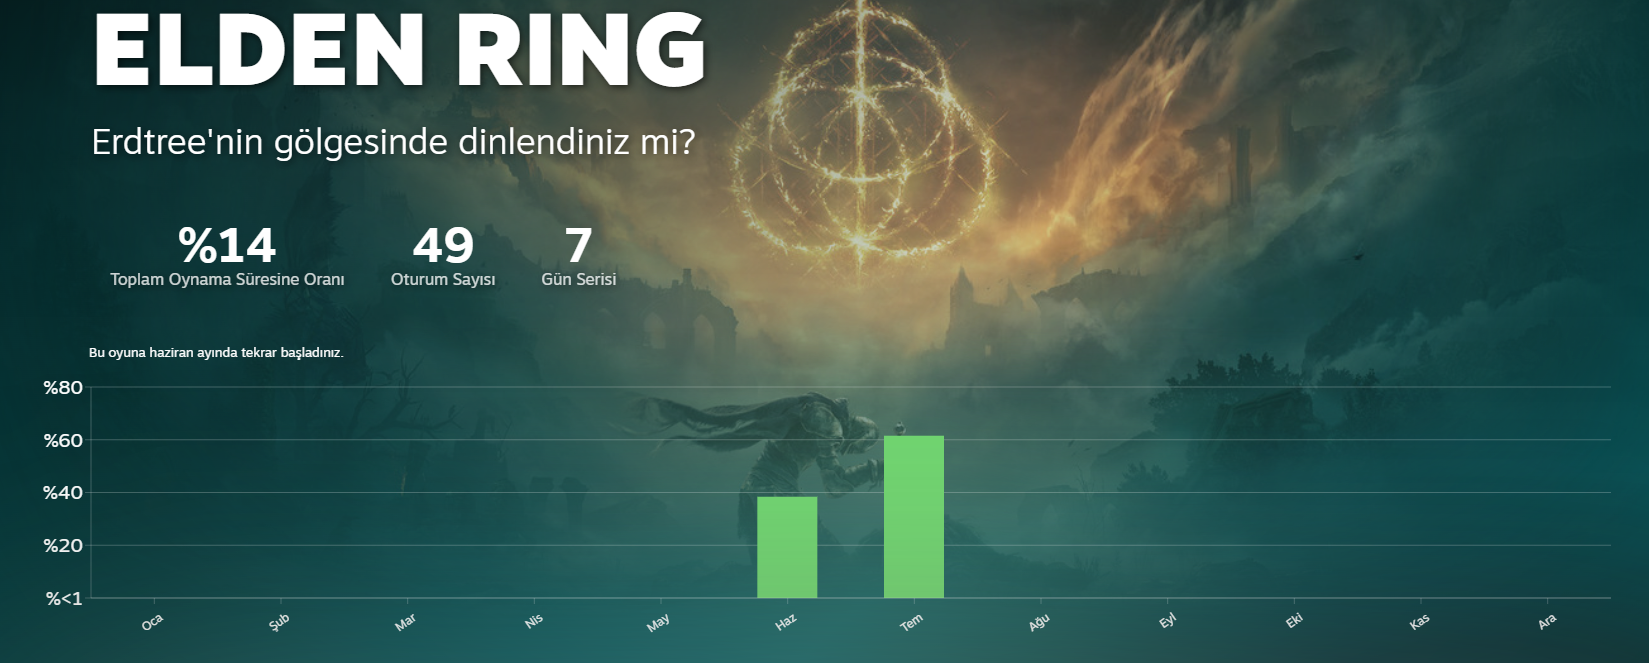 ELDEN RING
Erdtree'nin gölgesinde dinlendiniz mi?
%14 49 7
Toplam Oynama Süresine Oranı Oturum Sayısı Gün Serisi
Bu oyuna haziran ayında tekrar başladınız.
%80
%60
%40
%20
%<1
Oca Şub Mar Nis May Haz Tem Ağu Eyl Eki Kas Ara